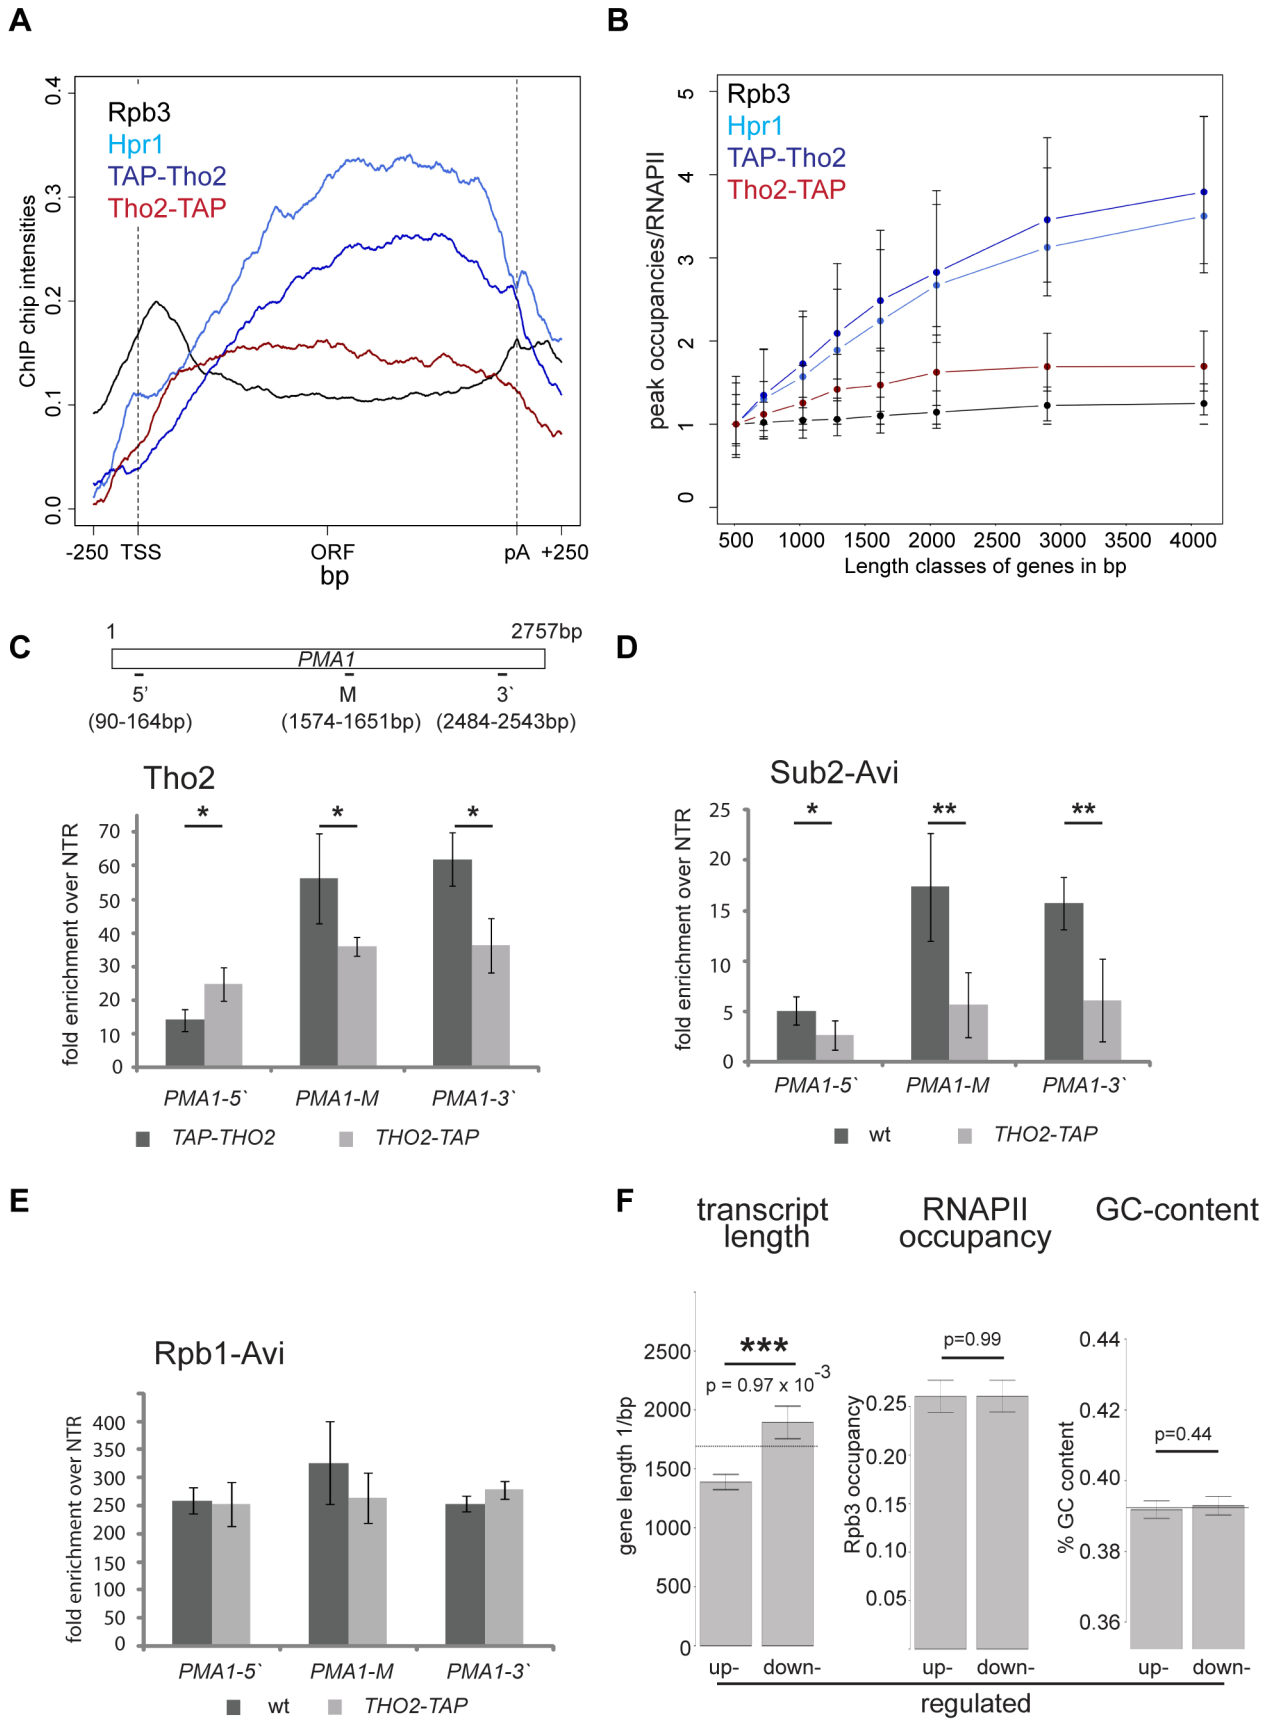 A
ChIP chip intensities
0.4
0.3
0.2
0.1
0.0
Rpb3
Hpr1
TAP-Tho2
Tho2-TAP
-250 TSS ORF pA +250
bp
B
peak occupancies/RNAPII
5
4
3
2
1
0
Rpb3
Hpr1
TAP-Tho2
Tho2-TAP
500 1000 1500 2000 2500 3000 3500 4000
Length classes of genes in bp
C
1 2757bp
PMA1
5' M 3`
(90-164bp) (1574-1651bp) (2484-2543bp)
Tho2
fold enrichment over NTR
70
60
50
40
30
20
10
0
* * *
PMA1-5` PMA1-M PMA1-3`
TAP-THO2 THO2-TAP
D
Sub2-Avi
fold enrichment over NTR
25
20
15
10
5
0
* ** **
PMA1-5` PMA1-M PMA1-3`
wt THO2-TAP
E
Rpb1-Avi
fold enrichment over NTR
400
350
300
250
200
150
100
50
0
PMA1-5` PMA1-M PMA1-3`
wt THO2-TAP
F
transcript
length
gene length 1/bp
2500
2000
1500
1000
500
0
***
p = 0.97 x 10-3
up- down-
RNAPII
occupancy
Rpb3 occupancy
0.25
0.20
0.15
0.10
0.05
p=0.99
up- down-
GC-content
% GC content
0.44
0.42
0.40
0.38
0.36
p=0.44
up- down-
regulated